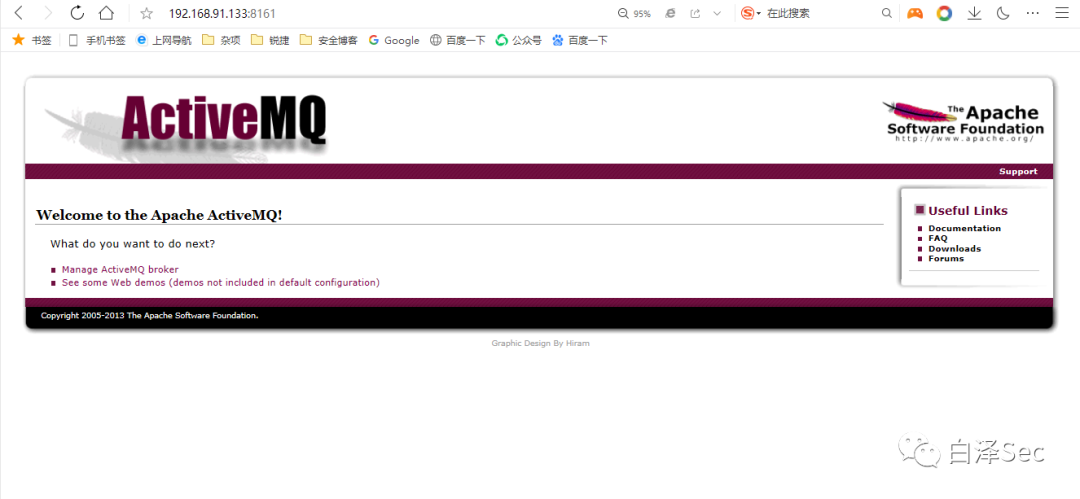 192.168.91.133:8161
95%
在此搜索
书签 手机书签 上网导航 杂项 锐捷 安全博客 Google 百度一下 公众号 百度一下
ActiveMQ
The Apache
Software Foundation
http://www.apache.org/
Support
Welcome to the Apache ActiveMQ!
What do you want to do next?
Manage ActiveMQ broker
See some Web demos (demos not included in default configuration)
Useful Links
Documentation
FAQ
Downloads
Forums
Copyright 2005-2013 The Apache Software Foundation.
Graphic Design By Hiram
白泽Sec